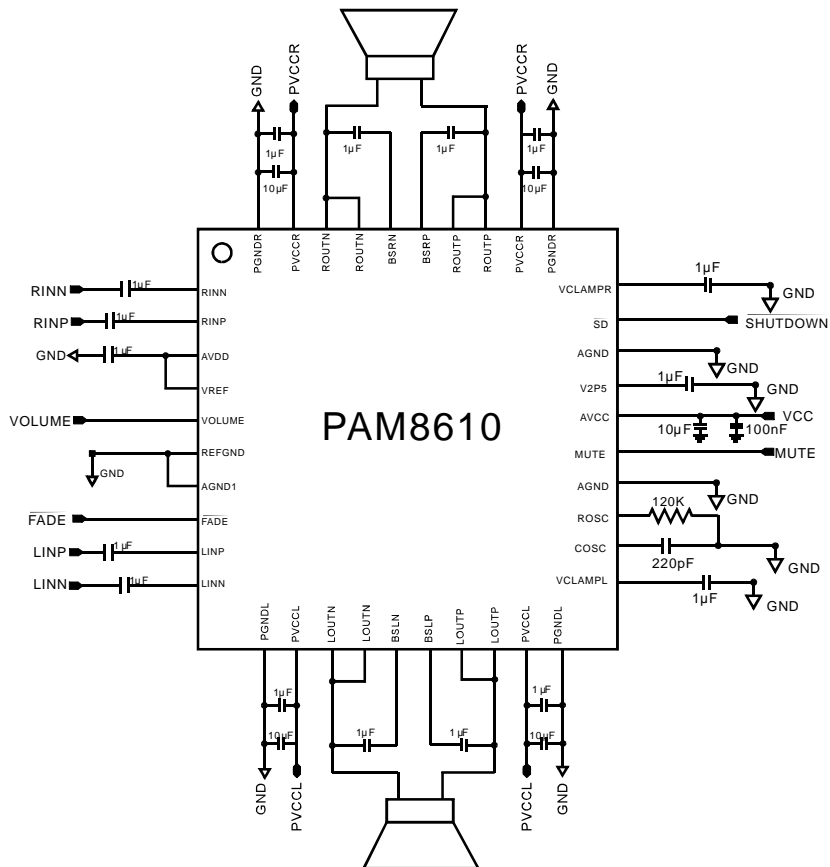 GND
PVCCR
PVCCR
GND
1µF
10µF
1µF
1µF
1µF
10µF
PGNDR
PVCCR
ROUTN
ROUTN
BSRN
BSRP
ROUTP
ROUTP
PVCCR
PGNDR
RINN
1µF
RINN
RINP
1µF
RINP
GND
1µF
AVDD
VREF
VOLUME
VOLUME
REFGND
GND
AGND1
FADE
FADE
LINP
1µF
LINP
LINN
1µF
LINN
PAM8610
VCLAMPR
1µF
GND
SD
SHUTDOWN
AGND
GND
V2P5
1µF
GND
AVCC
VCC
10µF
100nF
MUTE
MUTE
AGND
GND
ROSC
120K
COSC
220pF
GND
VCLAMPL
1µF
GND
PGNDL
PVCCL
LOUTN
LOUTN
BSLN
BSLP
LOUTP
LOUTP
PVCCL
PGNDL
1µF
10µF
1µF
1µF
1µF
10µF
GND
PVCCL
PVCCL
GND